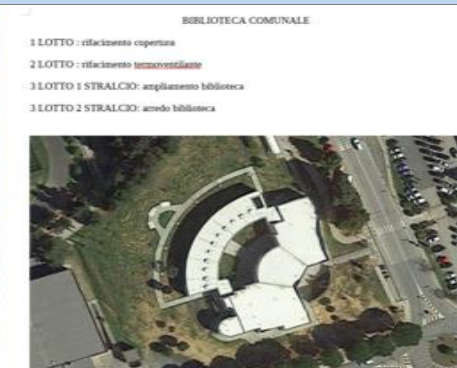 BIBLIOTECA COMUNALE
1 LOTTO : rifacimento copertura
2 LOTTO : rifacimento termoventilante
3 LOTTO 1 STRALCIO: ampliamento biblioteca
3 LOTTO 2 STRALCIO: arredo biblioteca